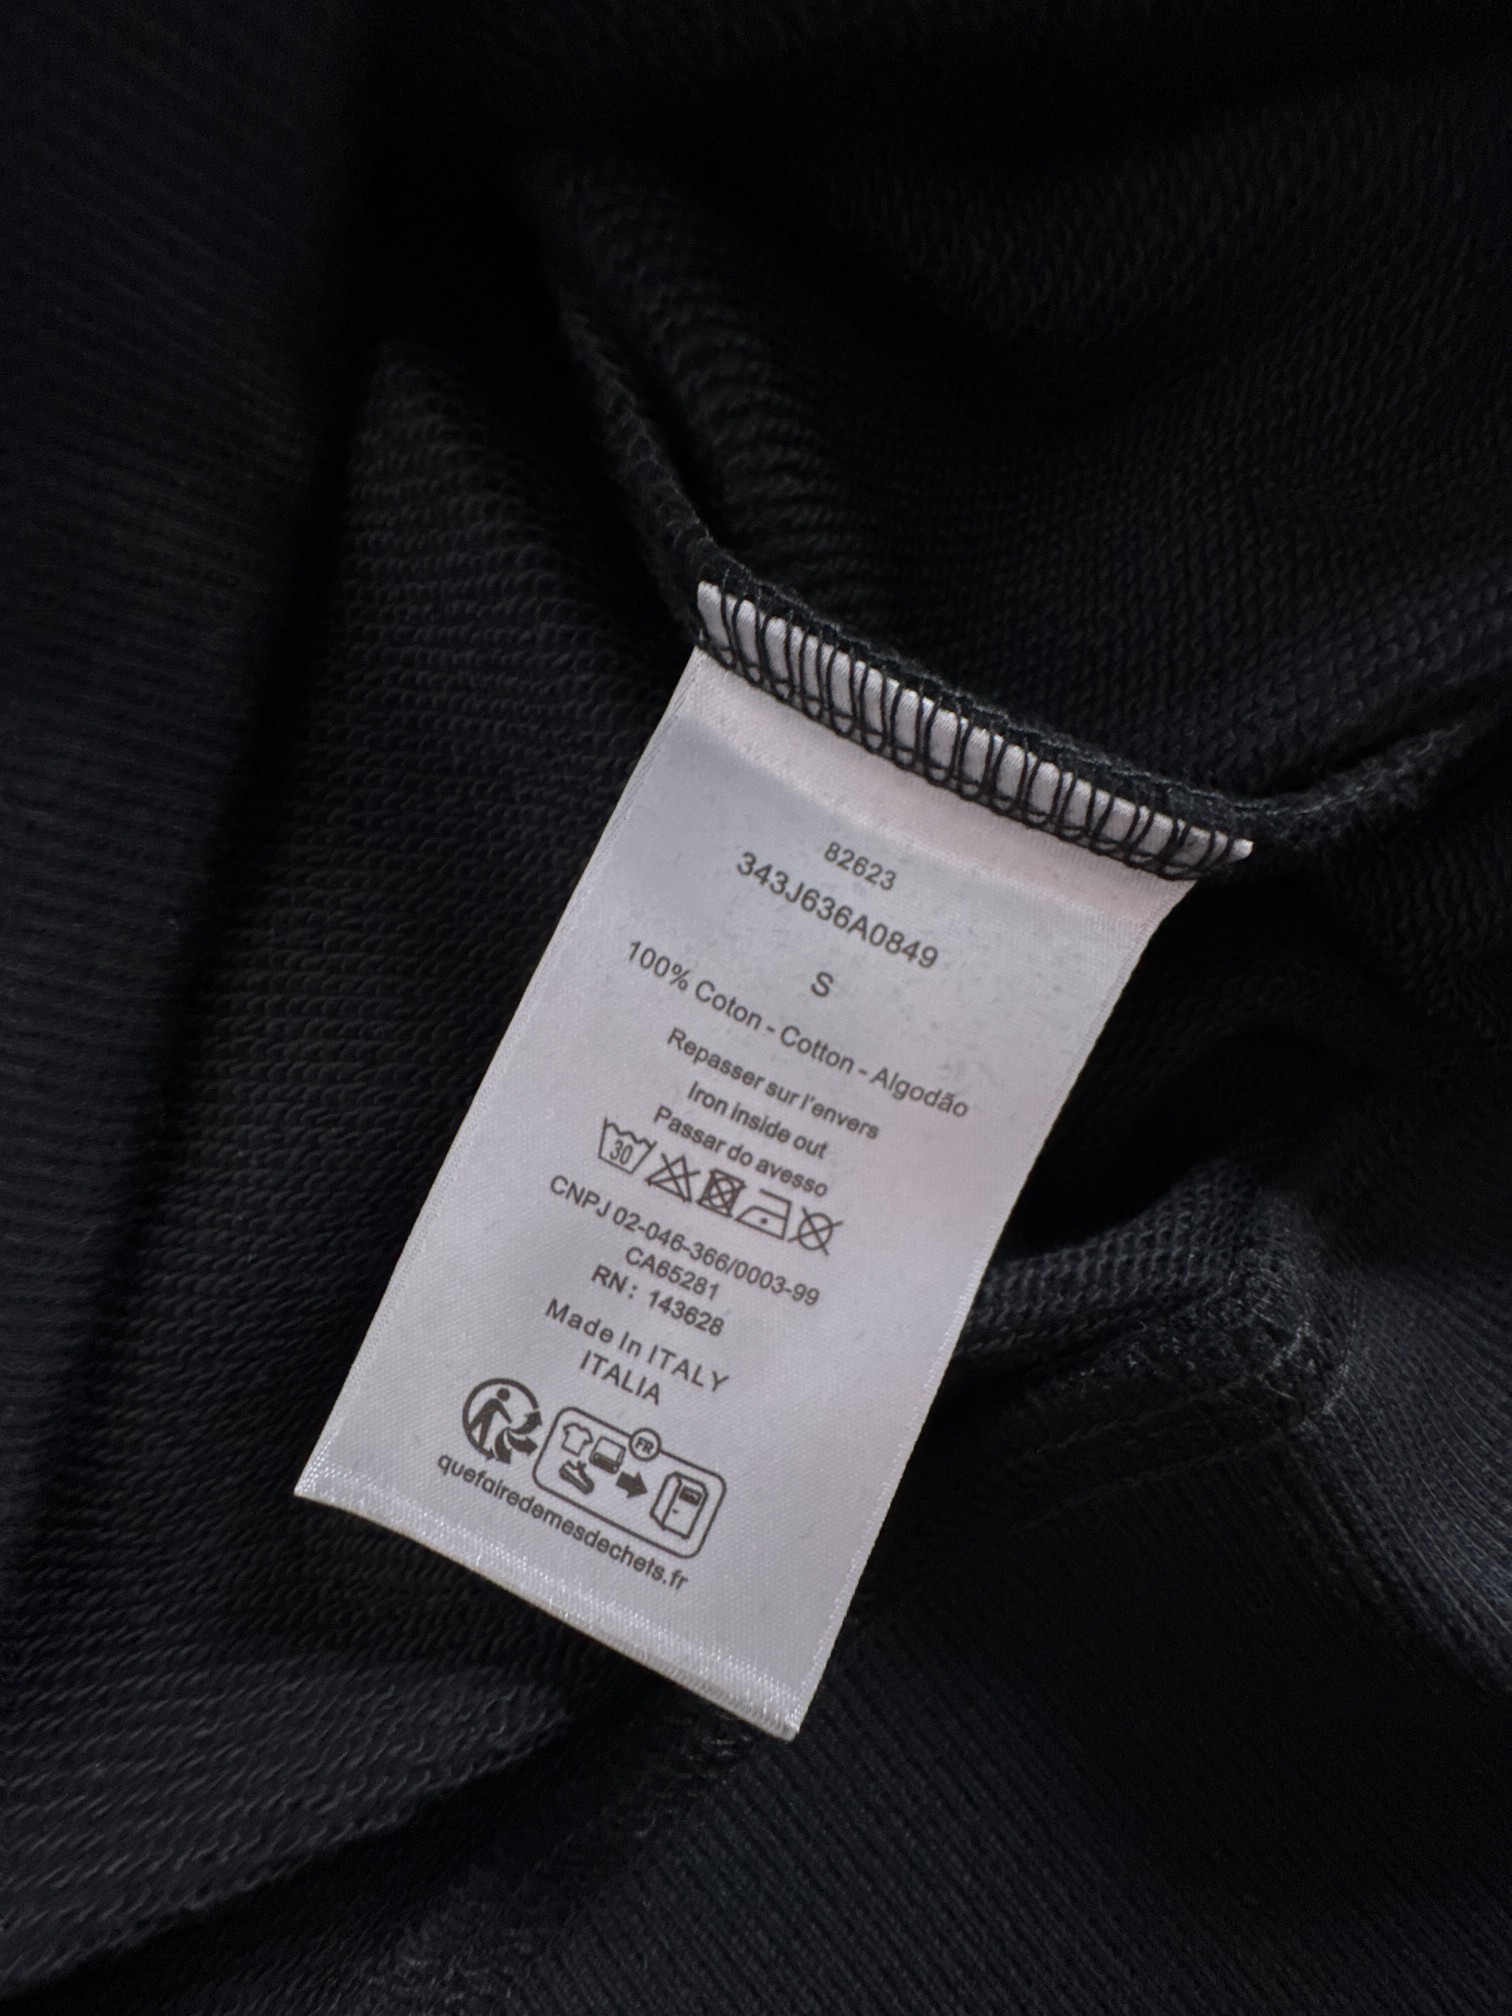 82623
343J636A0849
S
100% Coton - Cotton - Algodão
Repasser sur l'envers
Iron inside out
Passar do avesso
30
CNPJ 02-046-366/0003-99
CA65281
RN : 143628
Made In ITALY
ITALIA
FR
quefairedemesdechets.fr